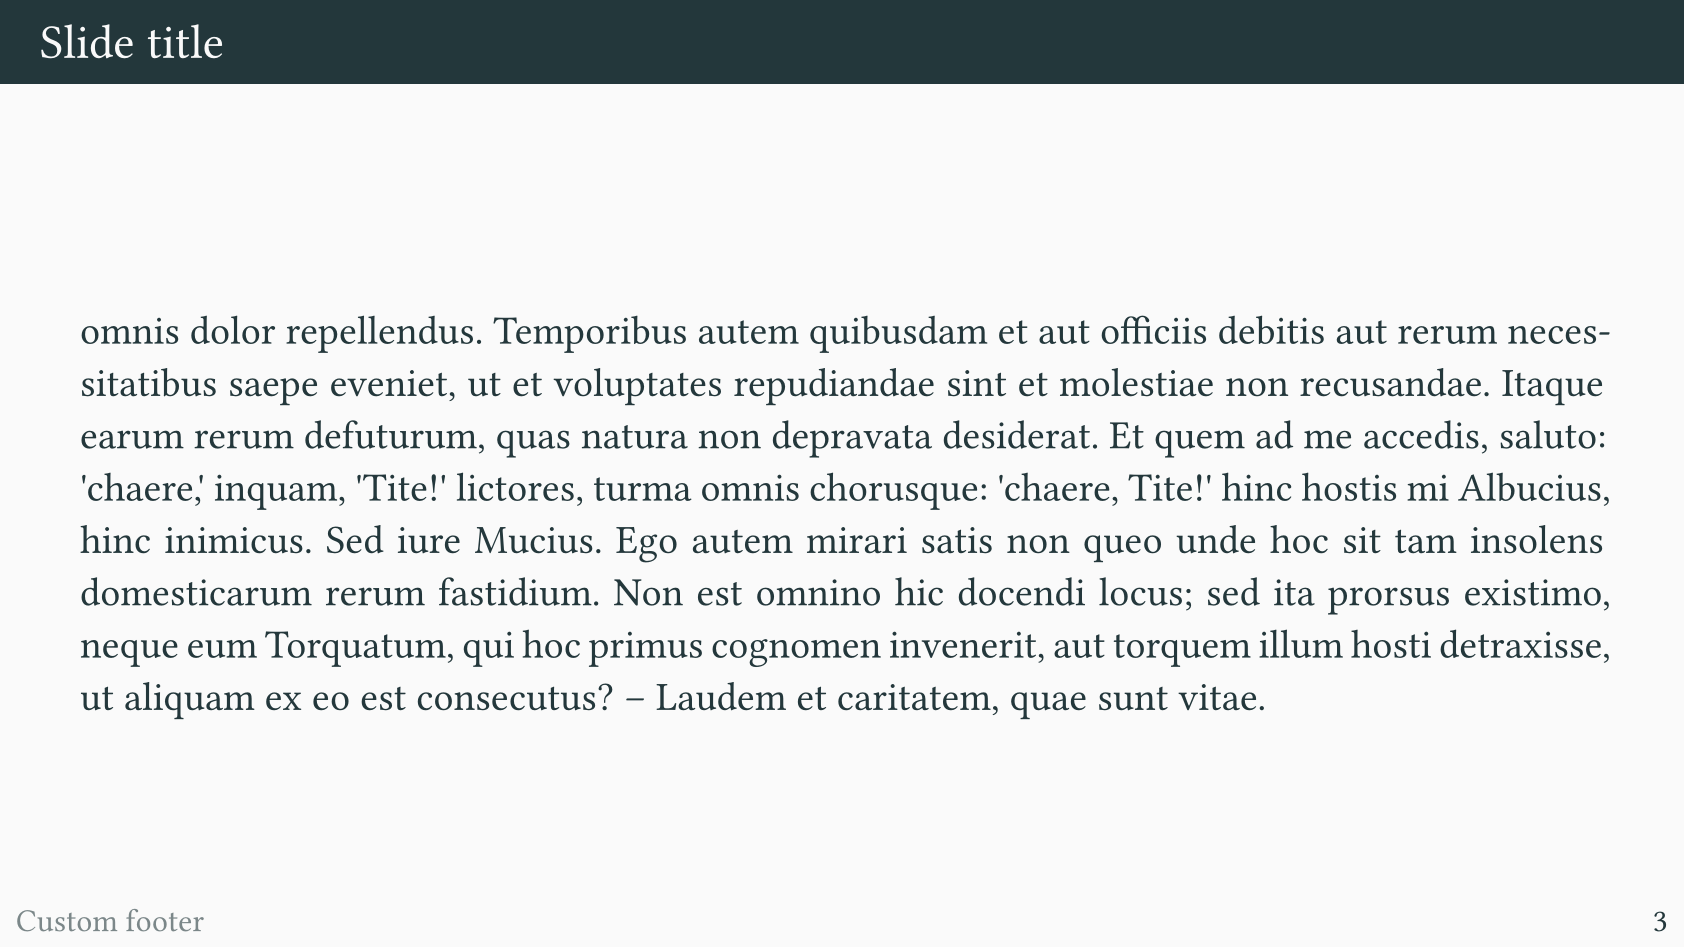 Slide title
omnis dolor repellendus. Temporibus autem quibusdam et aut officiis debitis aut rerum neces-
sitatibus saepe eveniet, ut et voluptates repudiandae sint et molestiae non recusandae. Itaque
earum rerum defuturum, quas natura non depravata desiderat. Et quem ad me accedis, saluto:
'chaere,' inquam, 'Tite!' lictores, turma omnis chorusque: 'chaere, Tite!' hinc hostis mi Albucius,
hinc inimicus. Sed iure Mucius. Ego autem mirari satis non queo unde hoc sit tam insolens
domesticarum rerum fastidium. Non est omnino hic docendi locus; sed ita prorsus existimo,
neque eum Torquatum, qui hoc primus cognomen invenerit, aut torquem illum hosti detraxisse,
ut aliquam ex eo est consecutus? – Laudem et caritatem, quae sunt vitae.
Custom footer
3